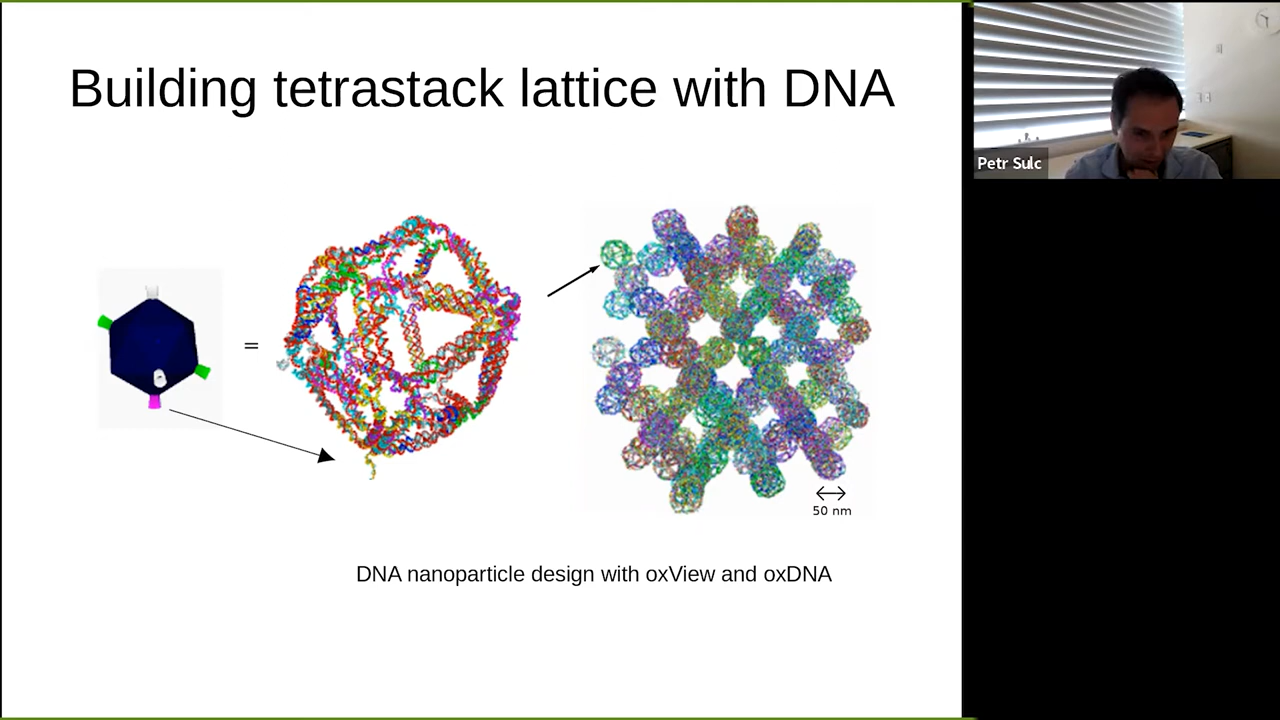 Building tetrastack lattice with DNA
Petr Sulc
=
50 nm
DNA nanoparticle design with oxView and oxDNA